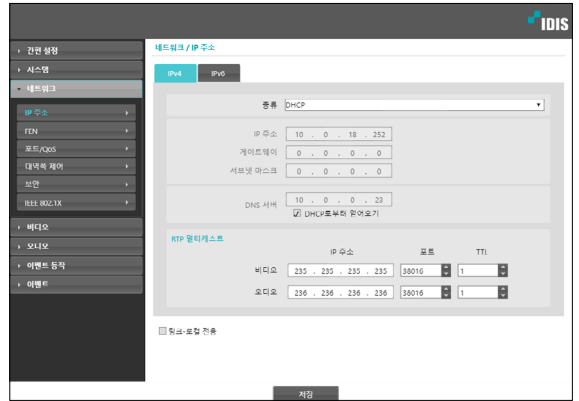 IDIS
간편 설정
시스템
네트워크
IP 주소
FEN
포트/QoS
대역폭 제어
보안
IEEE 802.1X
비디오
오디오
이벤트 동작
이벤트
네트워크 / IP 주소
IPv4 IPv6
종류 DHCP
IP 주소 10 . 0 . 18 . 252
게이트웨이 0 . 0 . 0 . 0
서브넷 마스크 0 . 0 . 0 . 0
DNS 서버 10 . 0 . 0 . 23
DHCP로부터 얻어오기
RTP 멀티캐스트
IP 주소 포트 TTL
비디오 235 . 235 . 235 . 235 38016 1
오디오 236 . 236 . 236 . 236 38016 1
링크-로컬 전용
저장